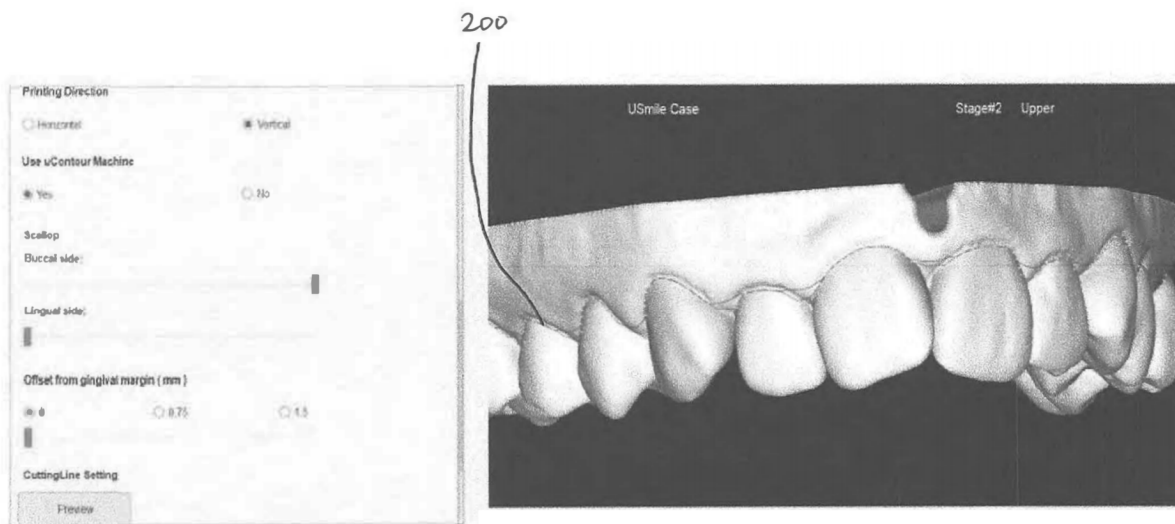 200
Printing Direction
Horizontal Vertical
Use uContour Machine
Yes No
Scallop
Buccal side:
Lingual side:
Offset from gingival margin ( mm )
0 0.75 1.5
CuttingLine Setting
Preview
USmile Case Stage#2 Upper